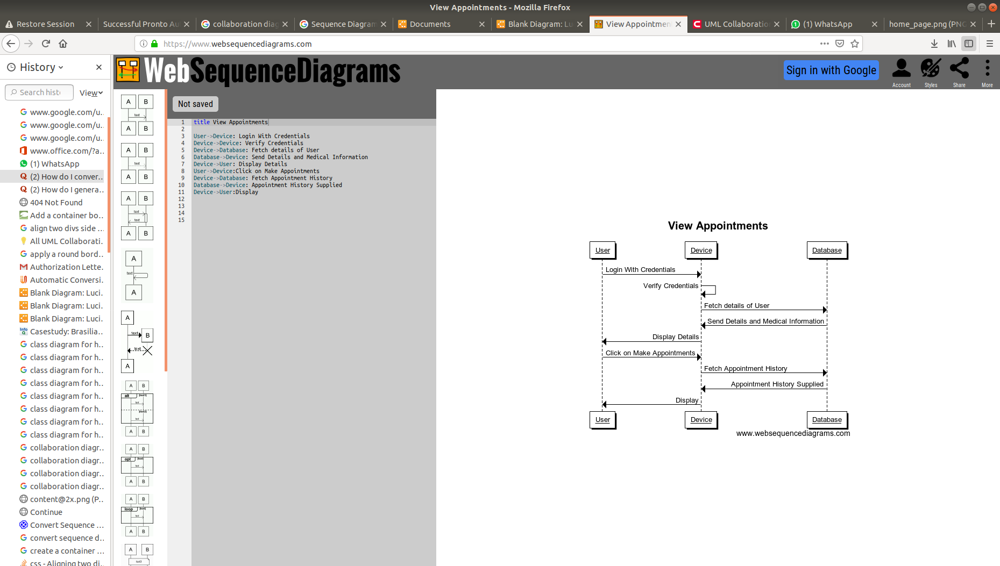 View Appointments - Mozilla Firefox
Restore Session
Successful Pronto Au
collaboration diag
Sequence Diagram
Documents
Blank Diagram: Lu
View Appointmen
UML Collaboratio
(1) WhatsApp
home_page.png (PNG
https://www.websequencediagrams.com
History
Search hist
View
www.google.com/u..
www.google.com/u..
www.google.com/u..
www.office.com/?a..
(1) WhatsApp
(2) How do I conver..
(2) How do I genera..
404 Not Found
Add a container bo..
align two divs side ...
All UML Collaborati..
apply a round bord..
Authorization Lette..
Automatic Conversi..
Blank Diagram: Luci..
Blank Diagram: Luci..
Blank Diagram: Luci..
Casestudy: Brasilia..
class diagram for h..
class diagram for h..
class diagram for h..
class diagram for h..
class diagram for h..
class diagram for h..
class diagram for h..
class diagram for h..
collaboration diagr..
collaboration diagr..
collaboration diagr..
collaboration diagr..
content@2x.png (P..
Continue
Convert Sequence ...
convert sequence d..
create a container ...
css - Aligning two di..
WebSequenceDiagrams
Sign in with Google
Account
Styles
Share
More
A B
text
A B
A B
text
A B
A B
text
text
A B
A
text
A
A
text B
text
A
A B
alt [text1]
text
[text2]
text
A B
A B
opt [text]
text
A B
A B
loop [text]
text
A B
A B
text3
Not saved
1 title View Appointments
2
3 User->Device: Login With Credentials
4 Device->Device: Verify Credentials
5 Device->Database: Fetch details of User
6 Database->Device: Send Details and Medical Information
7 Device->User: Display Details
8 User->Device:Click on Make Appointments
9 Device->Database: Fetch Appointment History
10 Database->Device: Appointment History Supplied
11 Device->User:Display
12
13
14
15
View Appointments
User Device Database
Login With Credentials
Verify Credentials
Fetch details of User
Send Details and Medical Information
Display Details
Click on Make Appointments
Fetch Appointment History
Appointment History Supplied
Display
User Device Database
www.websequencediagrams.com